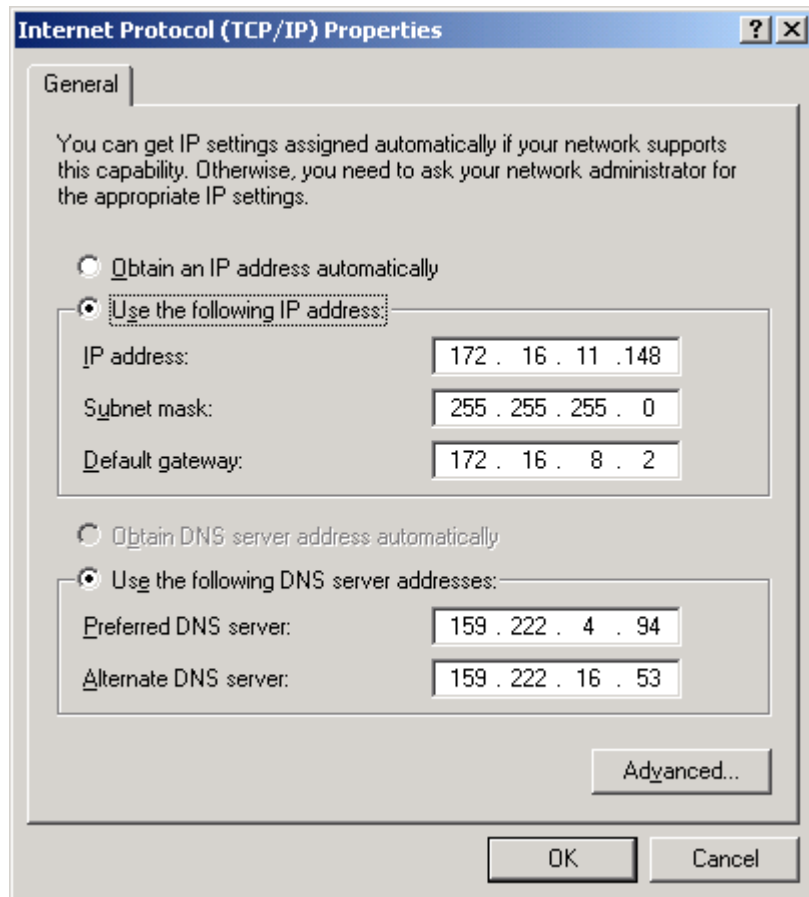 Internet Protocol (TCP/IP) Properties
General
You can get IP settings assigned automatically if your network supports
this capability. Otherwise, you need to ask your network administrator for
the appropriate IP settings.
Obtain an IP address automatically
Use the following IP address:
IP address: 172 . 16 . 11 .148
Subnet mask: 255 . 255 . 255 . 0
Default gateway: 172 . 16 . 8 . 2
Obtain DNS server address automatically
Use the following DNS server addresses:
Preferred DNS server: 159 . 222 . 4 . 94
Alternate DNS server: 159 . 222 . 16 . 53
Advanced...
OK Cancel